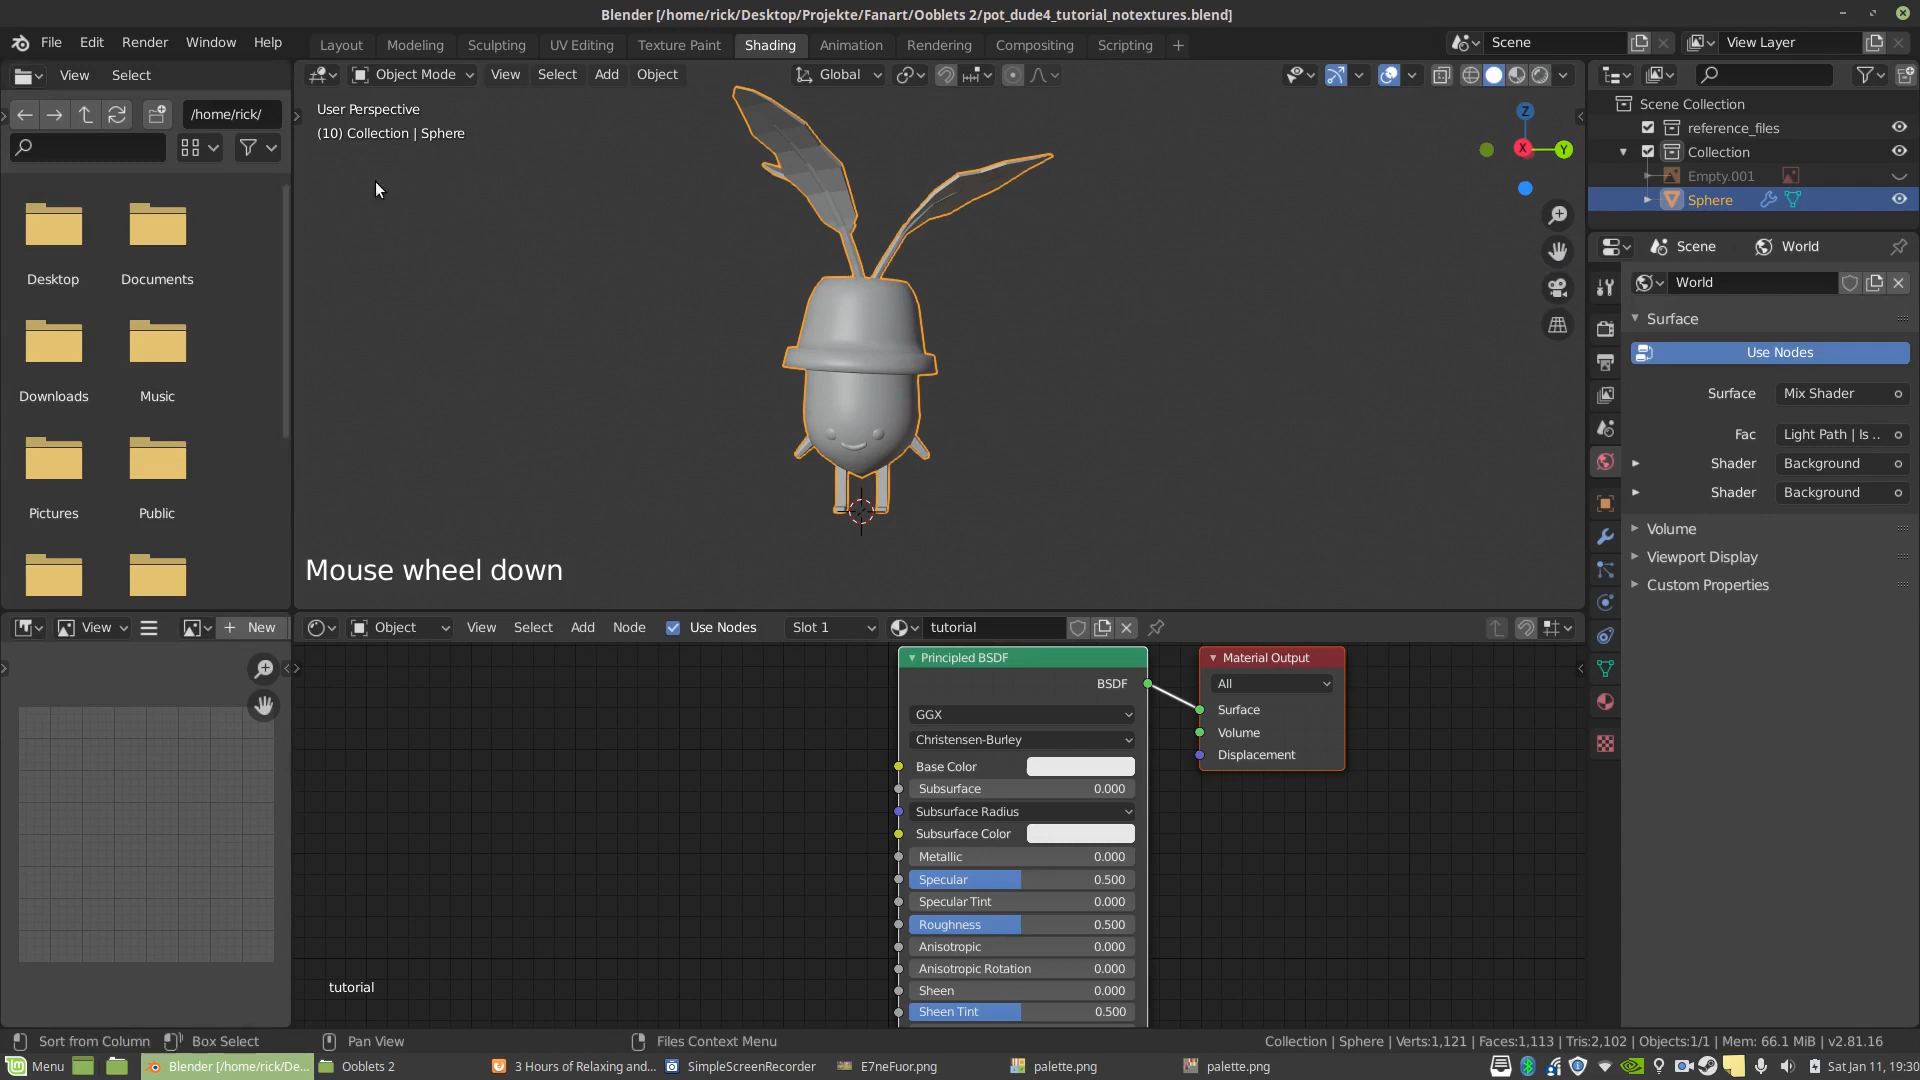 Blender [/home/rick/Desktop/Projekte/Fanart/Ooblets 2/pot_dude4_tutorial_notextures.blend]
File Edit Render Window Help
Layout Modeling Sculpting UV Editing Texture Paint Shading Animation Rendering Compositing Scripting +
Scene
View Layer
View Select
Object Mode View Select Add Object
Global
/home/rick/
User Perspective
(10) Collection | Sphere
Z
X
Y
Scene Collection
reference_files
Collection
Empty.001
Sphere
Scene World
World
Surface
Use Nodes
Surface Mix Shader
Fac Light Path | Is ..
Shader Background
Shader Background
Volume
Viewport Display
Custom Properties
Desktop Documents
Downloads Music
Pictures Public
Mouse wheel down
View
+ New
Object View Select Add Node Use Nodes Slot 1 tutorial
Principled BSDF
BSDF
GGX
Christensen-Burley
Base Color
Subsurface 0.000
Subsurface Radius
Subsurface Color
Metallic 0.000
Specular 0.500
Specular Tint 0.000
Roughness 0.500
Anisotropic 0.000
Anisotropic Rotation 0.000
Sheen 0.000
Sheen Tint 0.500
Material Output
All
Surface
Volume
Displacement
tutorial
Sort from Column Box Select Pan View Files Context Menu
Collection | Sphere | Verts:1,121 | Faces:1,113 | Tris:2,102 | Objects:1/1 | Mem: 66.1 MiB | v2.81.16
Menu Blender [/home/rick/De... Ooblets 2 3 Hours of Relaxing and... SimpleScreenRecorder E7neFuor.png palette.png palette.png Sat Jan 11, 19:30